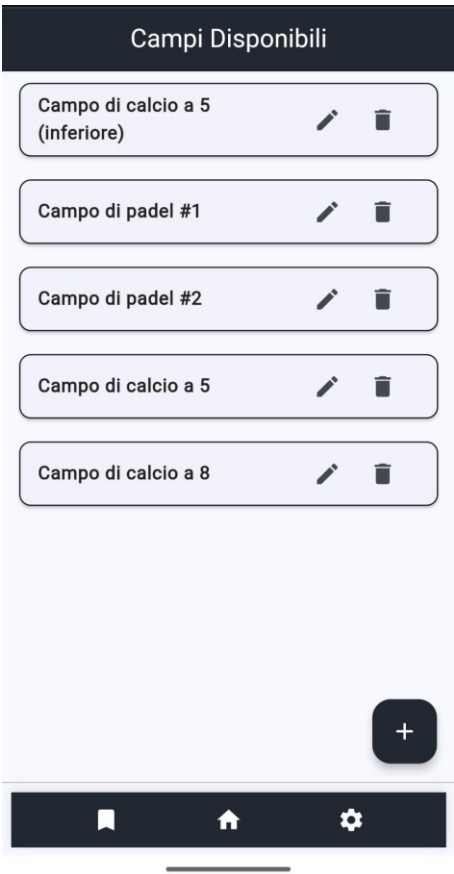 Campi Disponibili
Campo di calcio a 5
(inferiore)
Campo di padel #1
Campo di padel #2
Campo di calcio a 5
Campo di calcio a 8
+